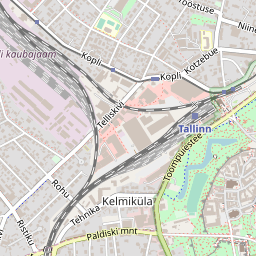 Tööstuse
Niine
Kopli
Kotzebue
Kopli
li kaubajaam
Telliskivi
Tallinn
Toompuiestee
Rohu
Kelmiküla
Tehnika
Ristiku
Paldiski mnt